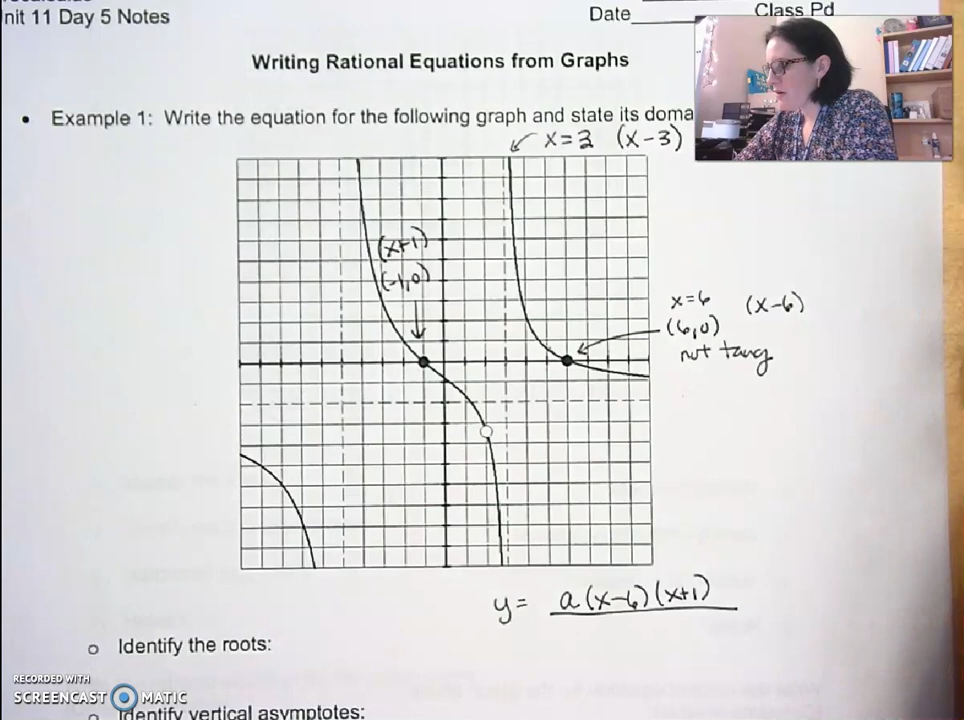 nit 11 Day 5 Notes
Date
Class Pd
Writing Rational Equations from Graphs
• Example 1: Write the equation for the following graph and state its doma
x=3 (x-3)
(x+1)
(-1,0)
x=6 (x-6)
(6,0)
not tang
y= a(x-6)(x+1)
o Identify the roots:
RECORDED WITH
SCREENCAST MATIC
Identify vertical asymptotes: